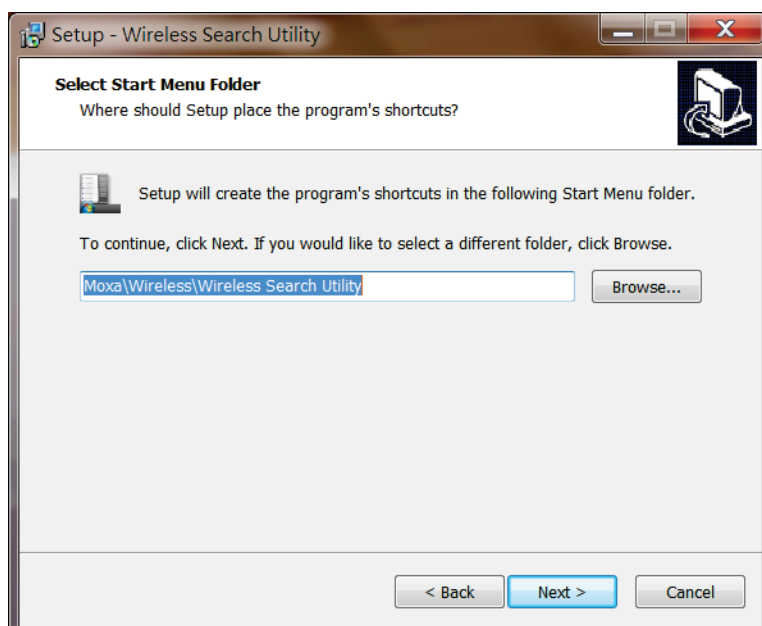 Setup - Wireless Search Utility
Select Start Menu Folder
Where should Setup place the program's shortcuts?
Setup will create the program's shortcuts in the following Start Menu folder.
To continue, click Next. If you would like to select a different folder, click Browse.
Moxa\Wireless\Wireless Search Utility
Browse...
< Back
Next >
Cancel